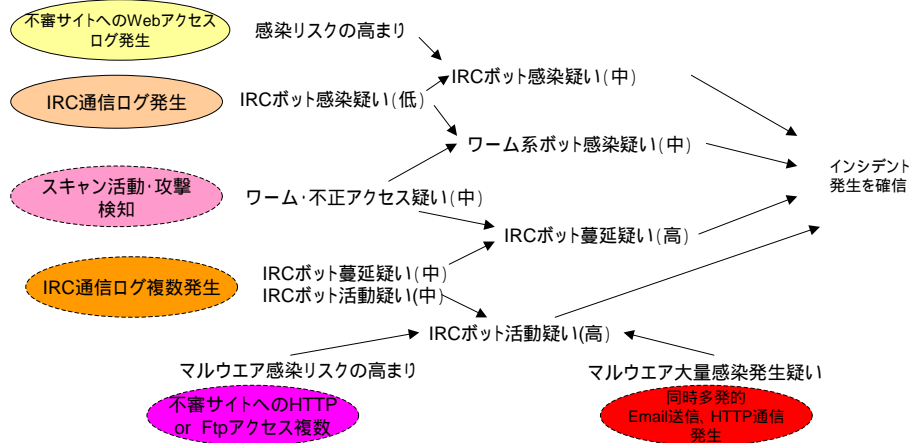 不審サイトへのWebアクセス
ログ発生
感染リスクの高まり
IRCボット感染疑い(中)
IRC通信ログ発生
IRCボット感染疑い(低)
ワーム系ボット感染疑い(中)
インシデント
発生を確信
スキャン活動・攻撃
検知
ワーム・不正アクセス疑い(中)
IRCボット蔓延疑い(高)
IRC通信ログ複数発生
IRCボット蔓延疑い(中)
IRCボット活動疑い(中)
IRCボット活動疑い(高)
マルウエア感染リスクの高まり
マルウエア大量感染発生疑い
不審サイトへのHTTP
or Ftpアクセス複数
同時多発的
Email送信、HTTP通信
発生